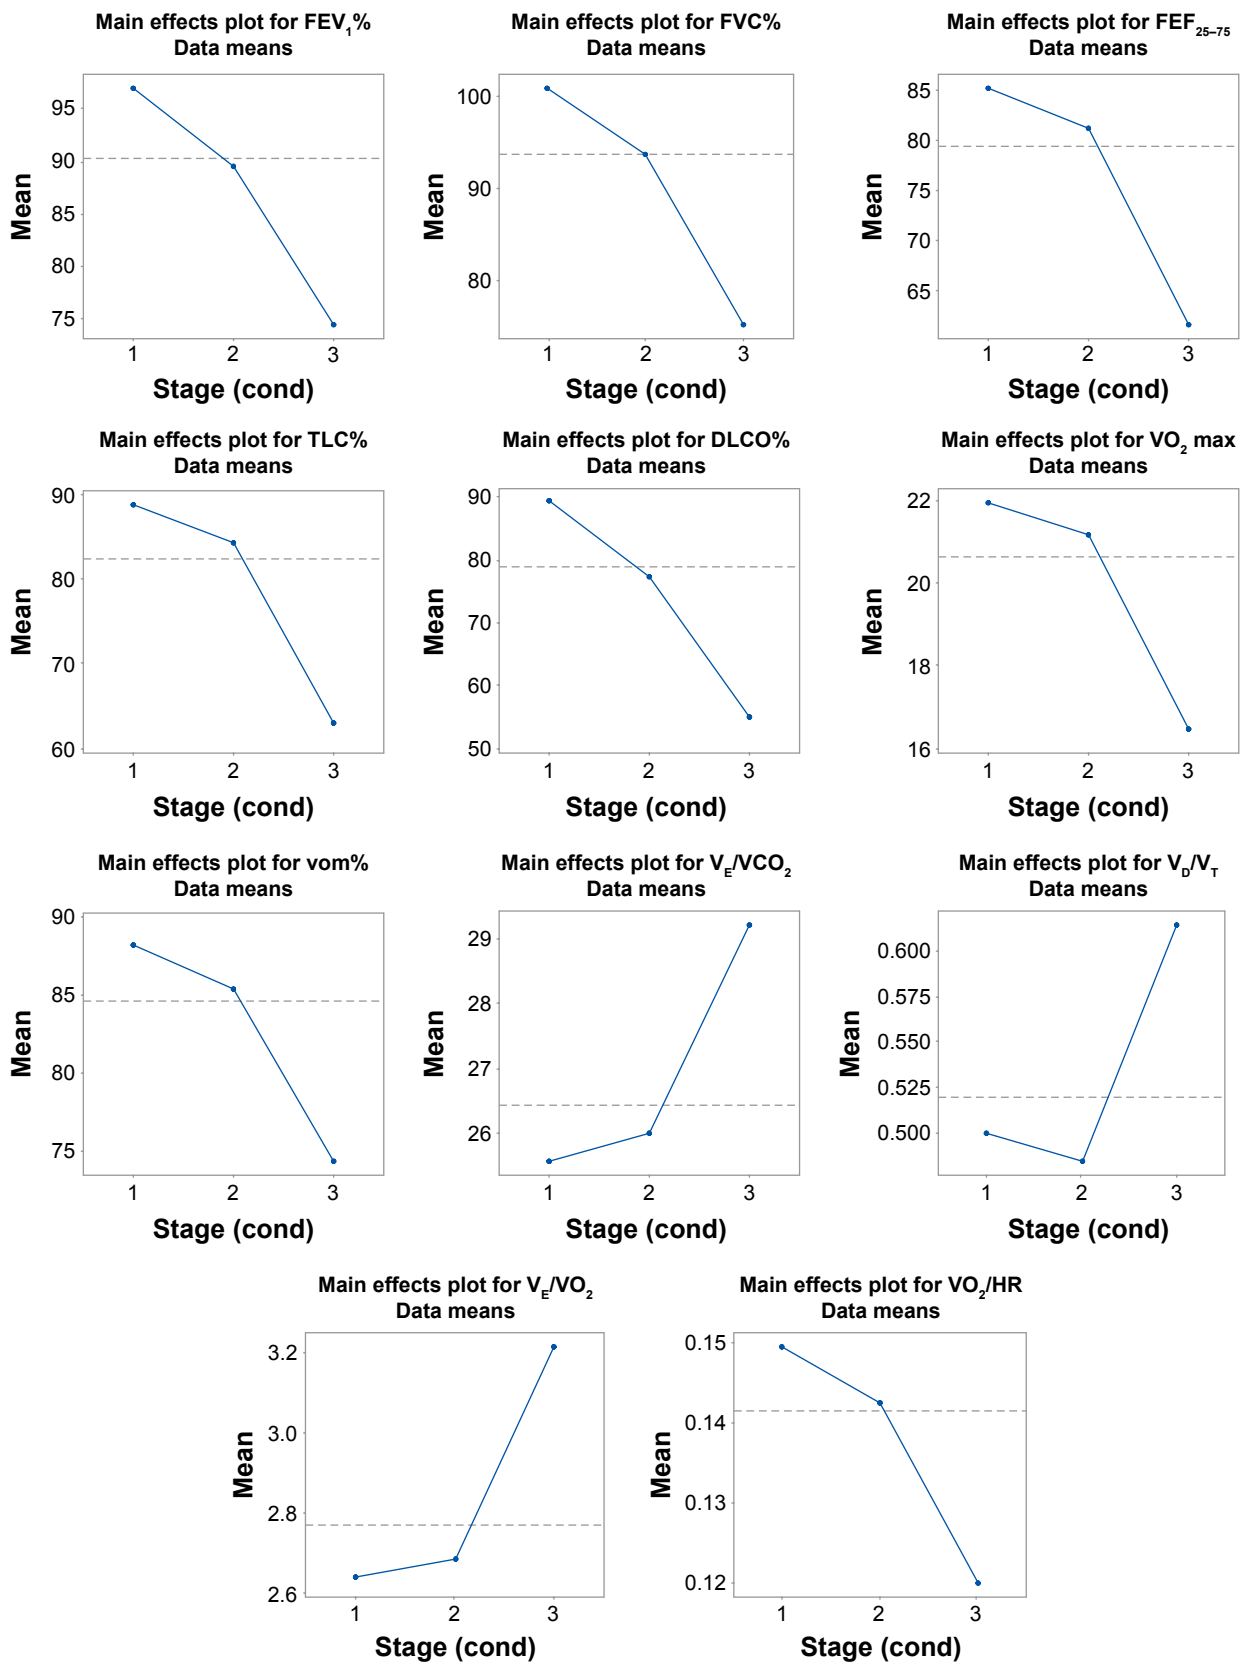 Main effects plot for FEV₁%
Data means
Mean
95
90
85
80
75
1 2 3
Stage (cond)
Main effects plot for FVC%
Data means
Mean
100
90
80
1 2 3
Stage (cond)
Main effects plot for FEF₂₅₋₇₅
Data means
Mean
85
80
75
70
65
1 2 3
Stage (cond)
Main effects plot for TLC%
Data means
Mean
90
80
70
60
1 2 3
Stage (cond)
Main effects plot for DLCO%
Data means
Mean
90
80
70
60
50
1 2 3
Stage (cond)
Main effects plot for VO₂ max
Data means
Mean
22
20
18
16
1 2 3
Stage (cond)
Main effects plot for vom%
Data means
Mean
90
85
80
75
1 2 3
Stage (cond)
Main effects plot for V_E/VCO₂
Data means
Mean
29
28
27
26
1 2 3
Stage (cond)
Main effects plot for V_D/V_T
Data means
Mean
0.600
0.575
0.550
0.525
0.500
1 2 3
Stage (cond)
Main effects plot for V_E/VO₂
Data means
Mean
3.2
3.0
2.8
2.6
1 2 3
Stage (cond)
Main effects plot for VO₂/HR
Data means
Mean
0.15
0.14
0.13
0.12
1 2 3
Stage (cond)